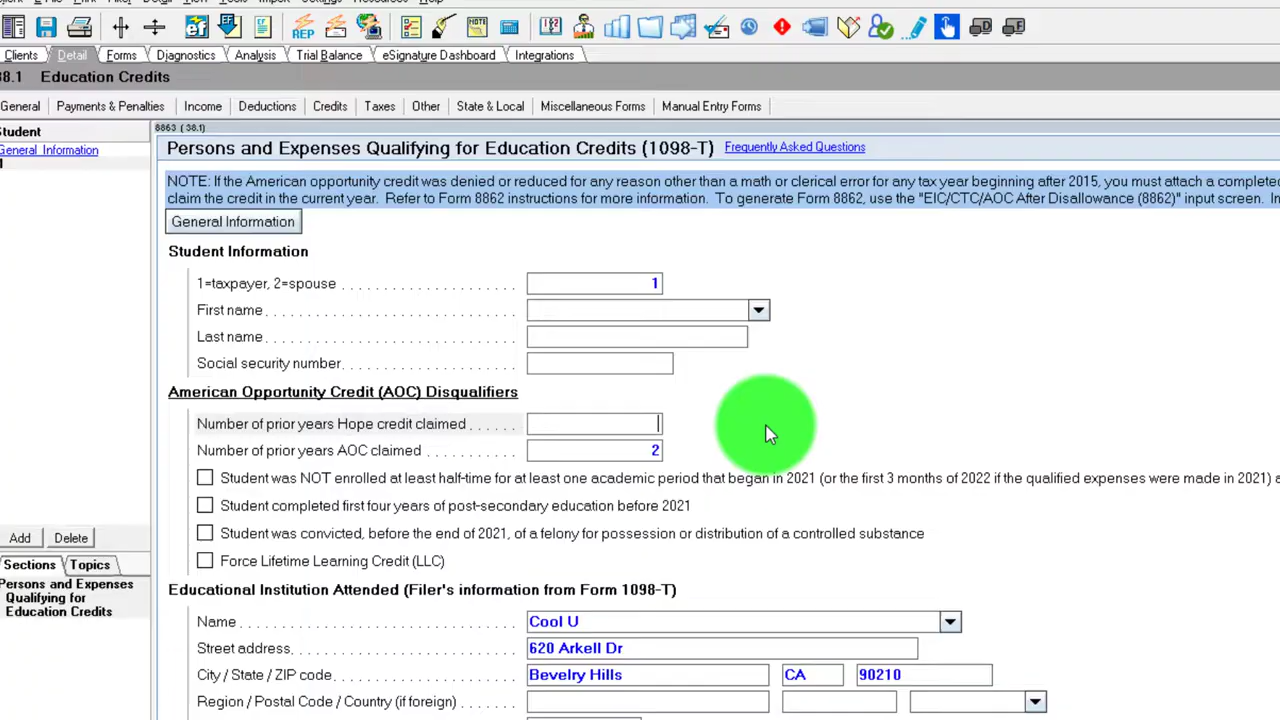 REP
Clients Detail Forms Diagnostics Analysis Trial Balance eSignature Dashboard Integrations
38.1 Education Credits
General Payments & Penalties Income Deductions Credits Taxes Other State & Local Miscellaneous Forms Manual Entry Forms
Student
General Information
1
8863 (38.1)
Persons and Expenses Qualifying for Education Credits (1098-T) Frequently Asked Questions
NOTE: If the American opportunity credit was denied or reduced for any reason other than a math or clerical error for any tax year beginning after 2015, you must attach a completed
claim the credit in the current year. Refer to Form 8862 instructions for more information. To generate Form 8862, use the "EIC/CTC/AOC After Disallowance (8862)" input screen. In
General Information
Student Information
1=taxpayer, 2=spouse 1
First name
Last name
Social security number
American Opportunity Credit (AOC) Disqualifiers
Number of prior years Hope credit claimed
Number of prior years AOC claimed 2
Student was NOT enrolled at least half-time for at least one academic period that began in 2021 (or the first 3 months of 2022 if the qualified expenses were made in 2021) a
Student completed first four years of post-secondary education before 2021
Student was convicted, before the end of 2021, of a felony for possession or distribution of a controlled substance
Force Lifetime Learning Credit (LLC)
Add Delete
Sections Topics
Persons and Expenses
Qualifying for
Education Credits
Educational Institution Attended (Filer's information from Form 1098-T)
Name Cool U
Street address 620 Arkell Dr
City / State / ZIP code Bevelry Hills CA 90210
Region / Postal Code / Country (if foreign)